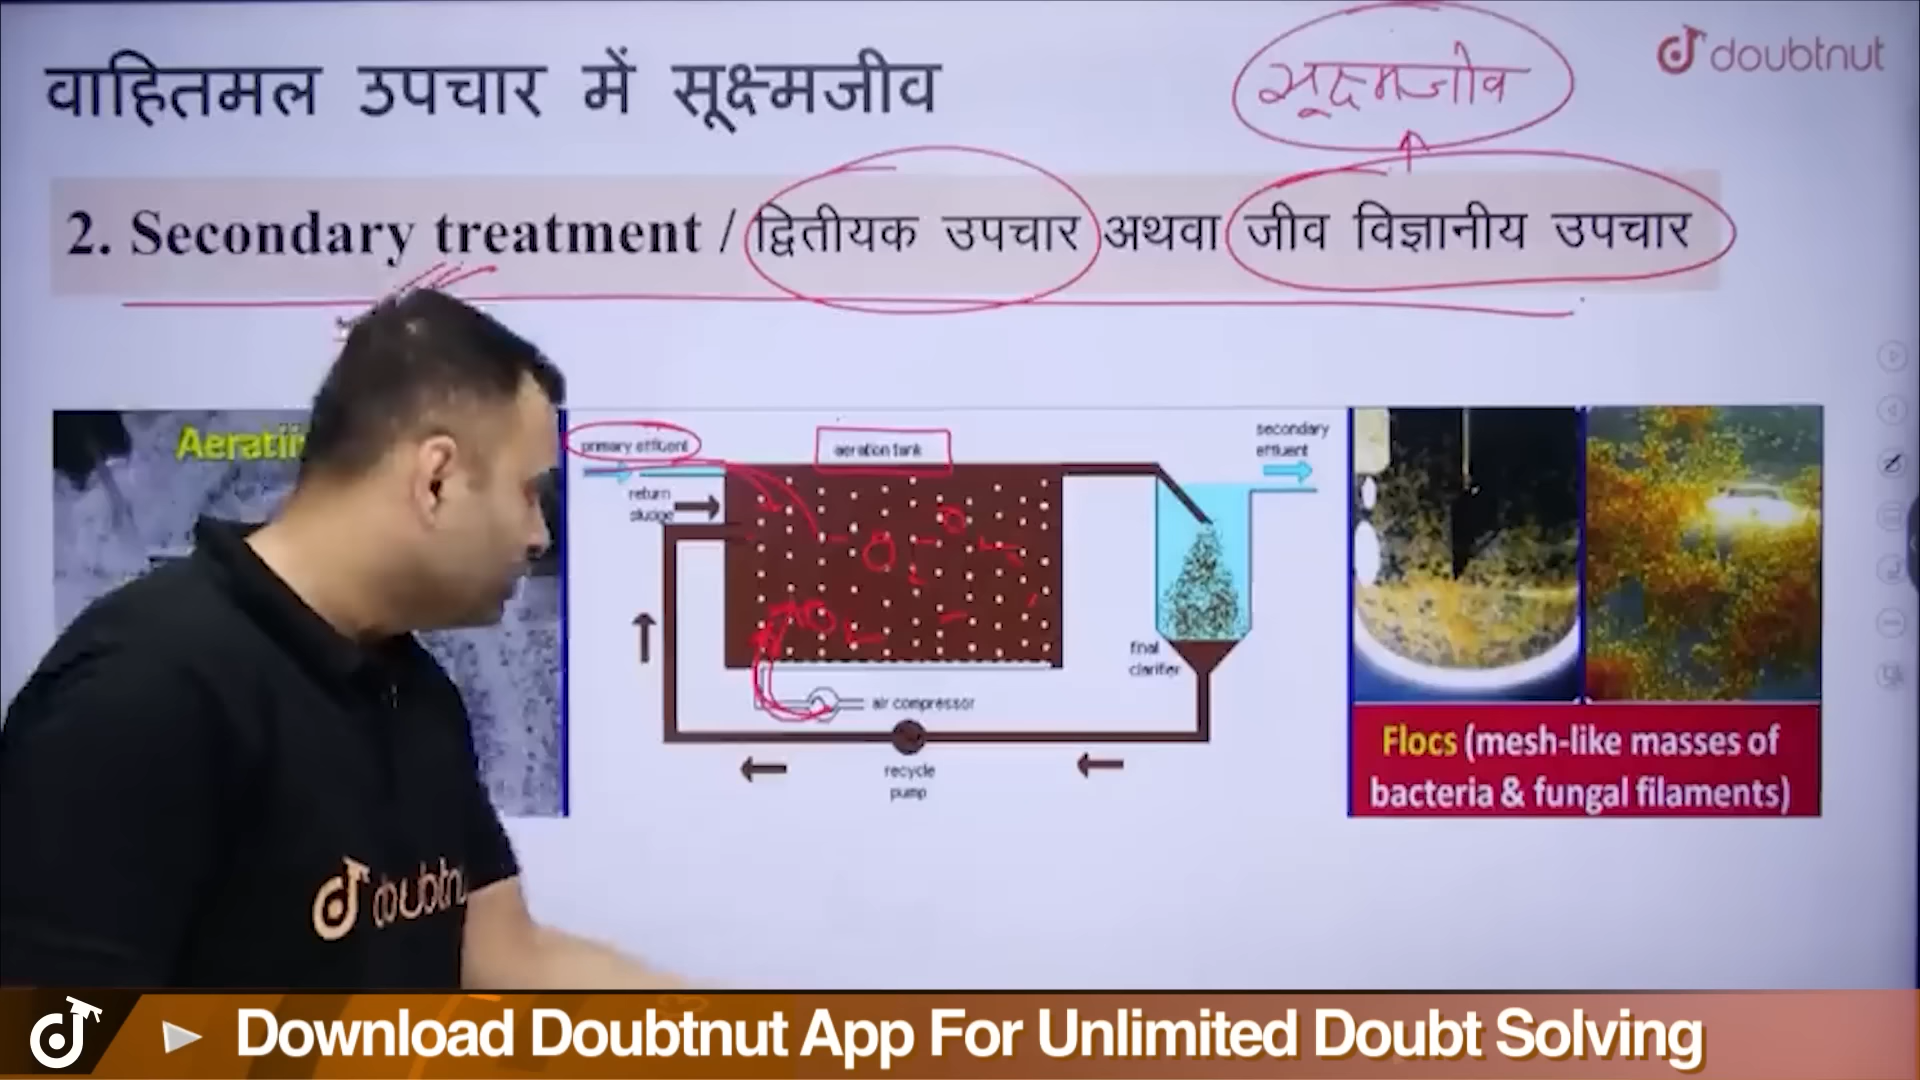 वाहितमल उपचार में सूक्ष्मजीव
सूक्ष्मजीव
doubtnut
2. Secondary treatment / द्वितीयक उपचार अथवा जीव विज्ञानीय उपचार
primary effluent
aeration tank
secondary
effluent
return
sludge
final
clarifier
air compressor
recycle
pump
Flocs (mesh-like masses of
bacteria & fungal filaments)
doubtn
Download Doubtnut App For Unlimited Doubt Solving